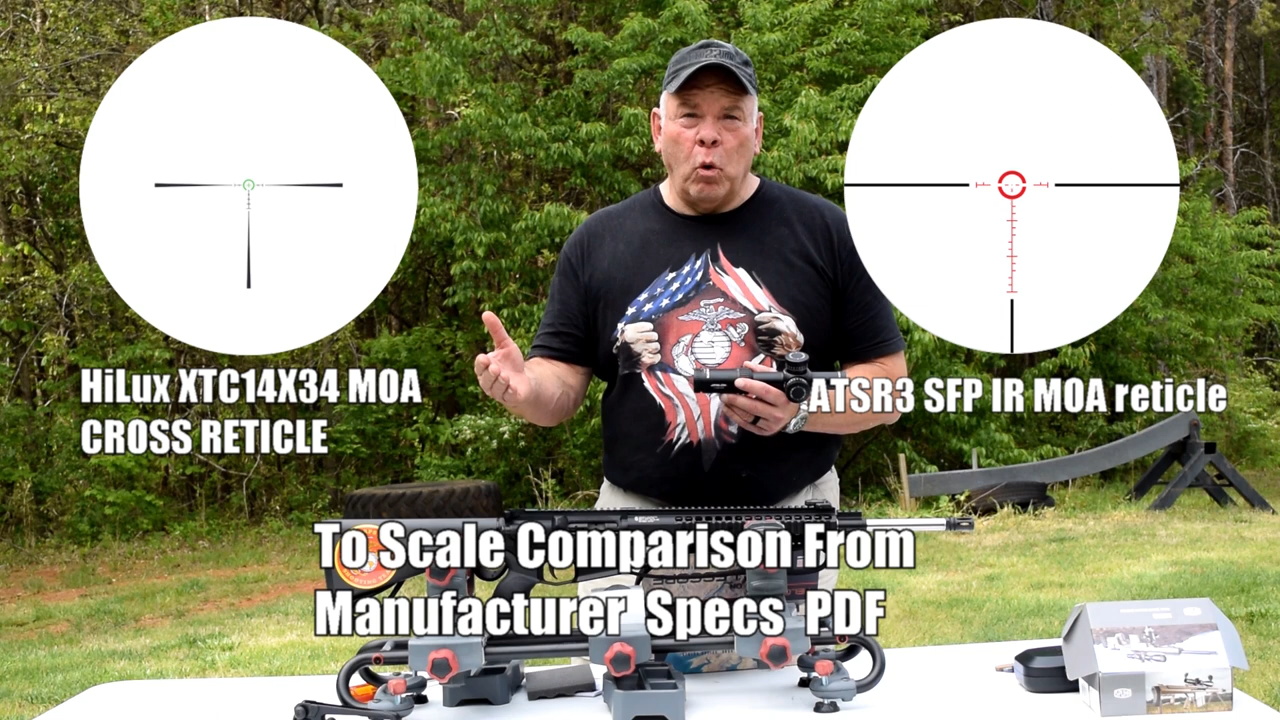 HiLux XTC14X34 MOA
CROSS RETICLE
ATSR3 SFP IR MOA reticle
To Scale Comparison From
Manufacturer Specs PDF